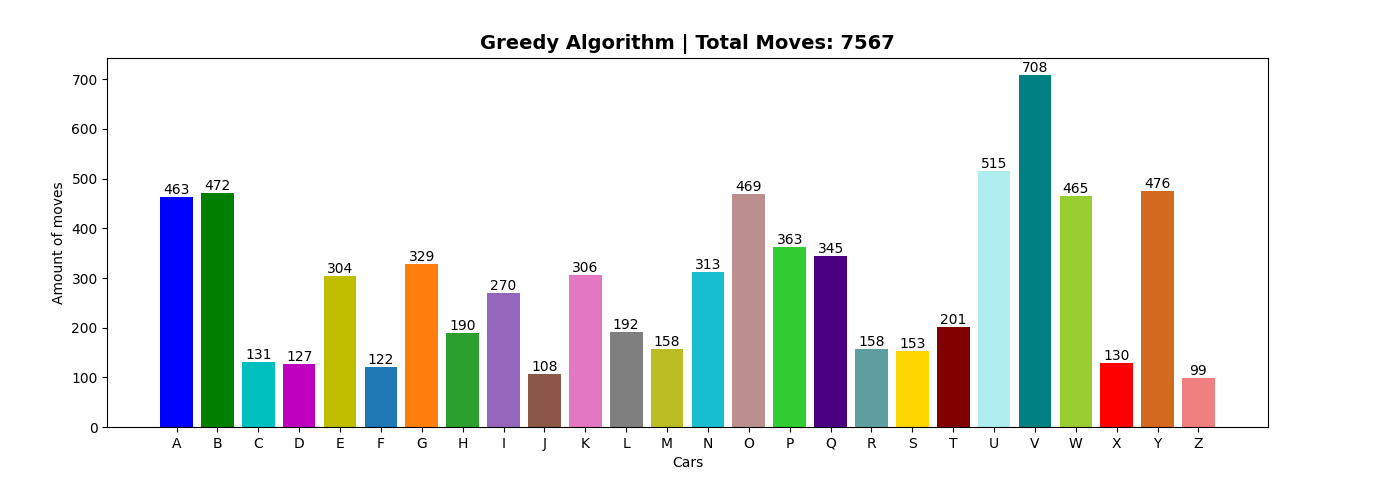 Greedy Algorithm | Total Moves: 7567
Amount of moves
700
600
500
400
300
200
100
0
463 472 131 127 304 122 329 190 270 108 306 192 158 313 469 363 345 158 153 201 515 708 465 130 476 99
A B C D E F G H I J K L M N O P Q R S T U V W X Y Z
Cars